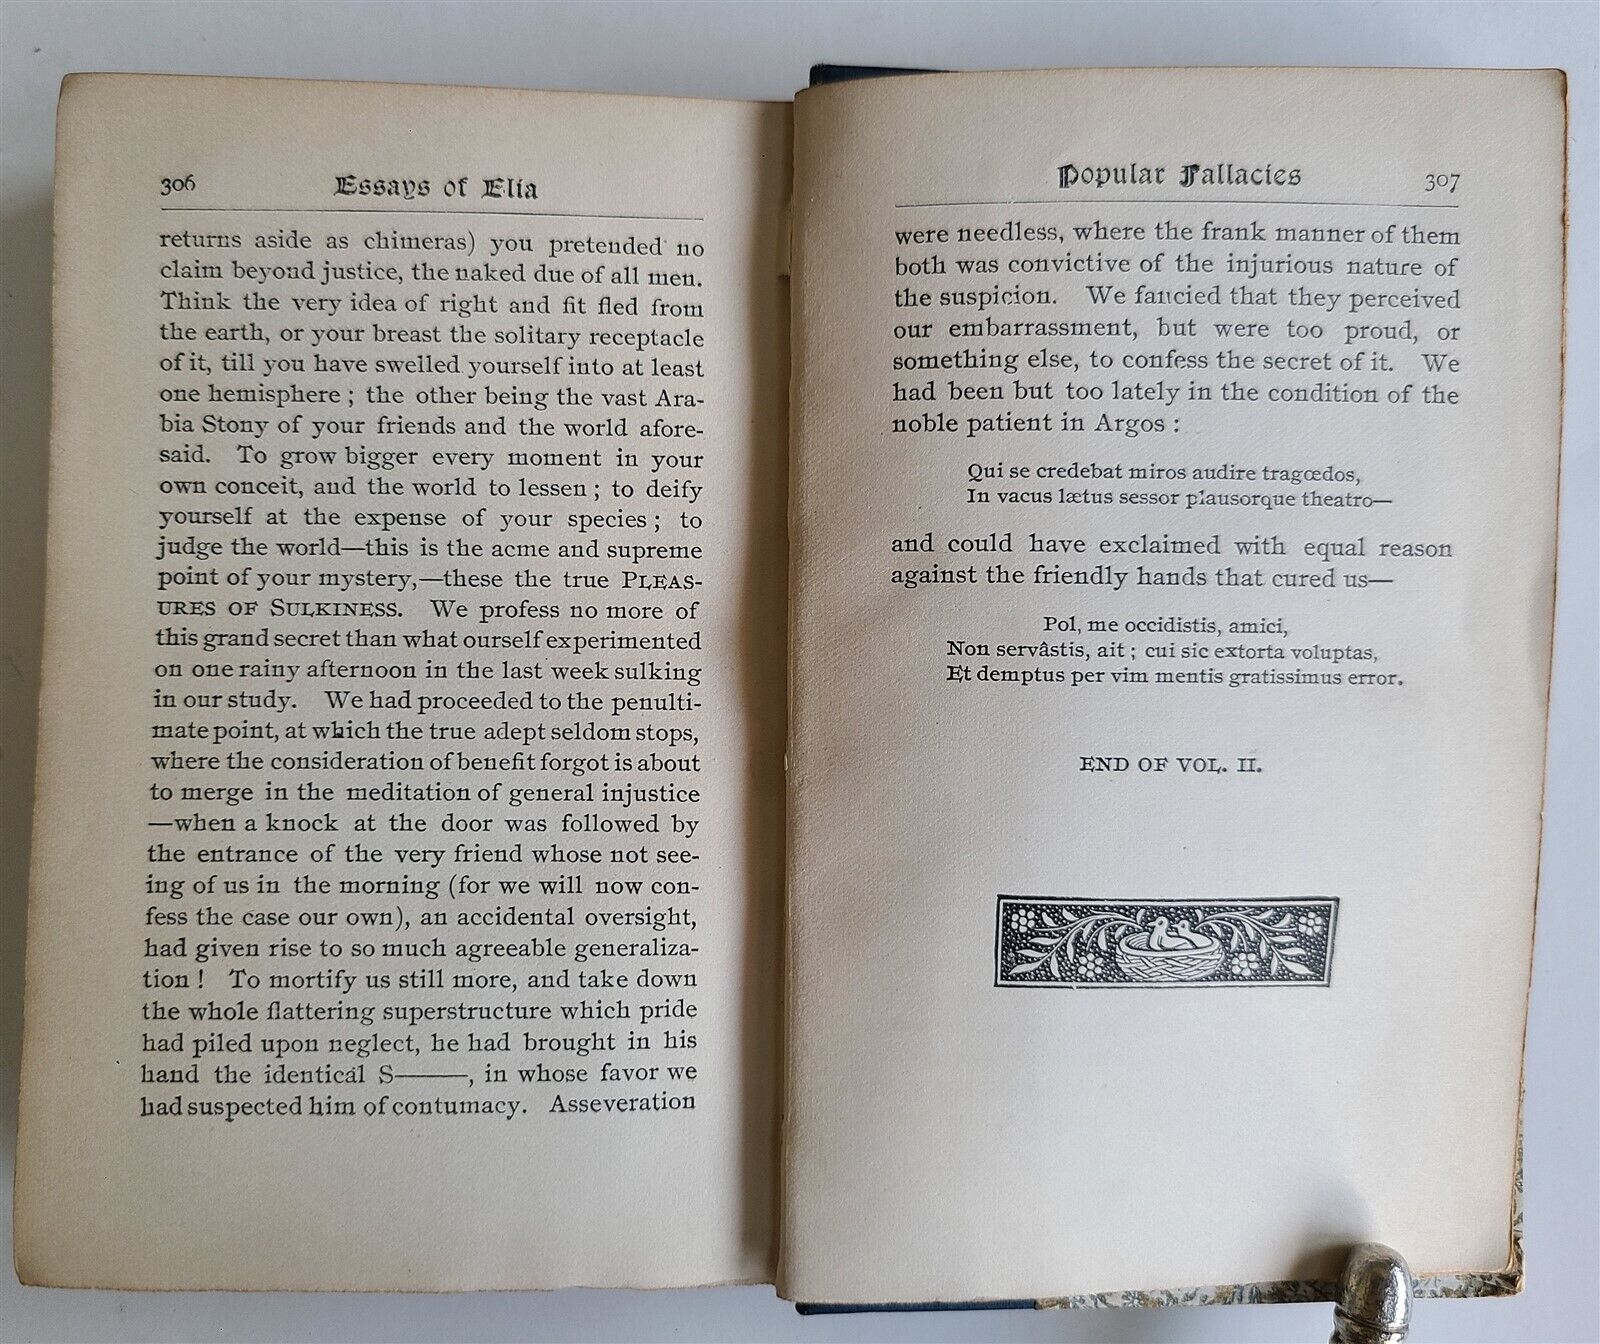 306 Essays of Elia
returns aside as chimeras) you pretended no
claim beyond justice, the naked due of all men.
Think the very idea of right and fit fled from
the earth, or your breast the solitary receptacle
of it, till you have swelled yourself into at least
one hemisphere ; the other being the vast Ara-
bia Stony of your friends and the world afore-
said. To grow bigger every moment in your
own conceit, and the world to lessen ; to deify
yourself at the expense of your species ; to
judge the world—this is the acme and supreme
point of your mystery,—these the true PLEAS-
URES OF SULKINESS. We profess no more of
this grand secret than what ourself experimented
on one rainy afternoon in the last week sulking
in our study. We had proceeded to the penulti-
mate point, at which the true adept seldom stops,
where the consideration of benefit forgot is about
to merge in the meditation of general injustice
—when a knock at the door was followed by
the entrance of the very friend whose not see-
ing of us in the morning (for we will now con-
fess the case our own), an accidental oversight,
had given rise to so much agreeable generaliza-
tion ! To mortify us still more, and take down
the whole flattering superstructure which pride
had piled upon neglect, he had brought in his
hand the identical S———, in whose favor we
had suspected him of contumacy. Asseveration
Popular Fallacies 307
were needless, where the frank manner of them
both was convictive of the injurious nature of
the suspicion. We fancied that they perceived
our embarrassment, but were too proud, or
something else, to confess the secret of it. We
had been but too lately in the condition of the
noble patient in Argos :
Qui se credebat miros audire tragœdos,
In vacus lætus sessor plausorque theatro—
and could have exclaimed with equal reason
against the friendly hands that cured us—
Pol, me occidistis, amici,
Non servâstis, ait ; cui sic extorta voluptas,
Et demptus per vim mentis gratissimus error.
END OF VOL. II.